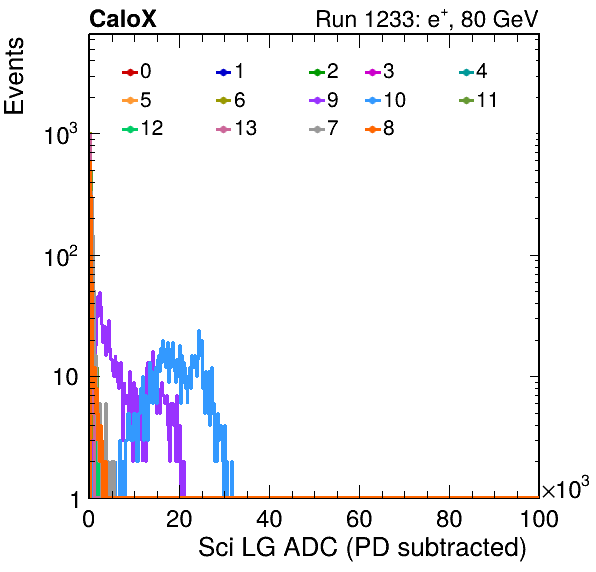 CaloX Run 1233: e+, 80 GeV
Events
0 1 2 3 4
5 6 9 10 11
12 13 7 8
10³
10²
10
1
0 20 40 60 80 100
×10³
Sci LG ADC (PD subtracted)